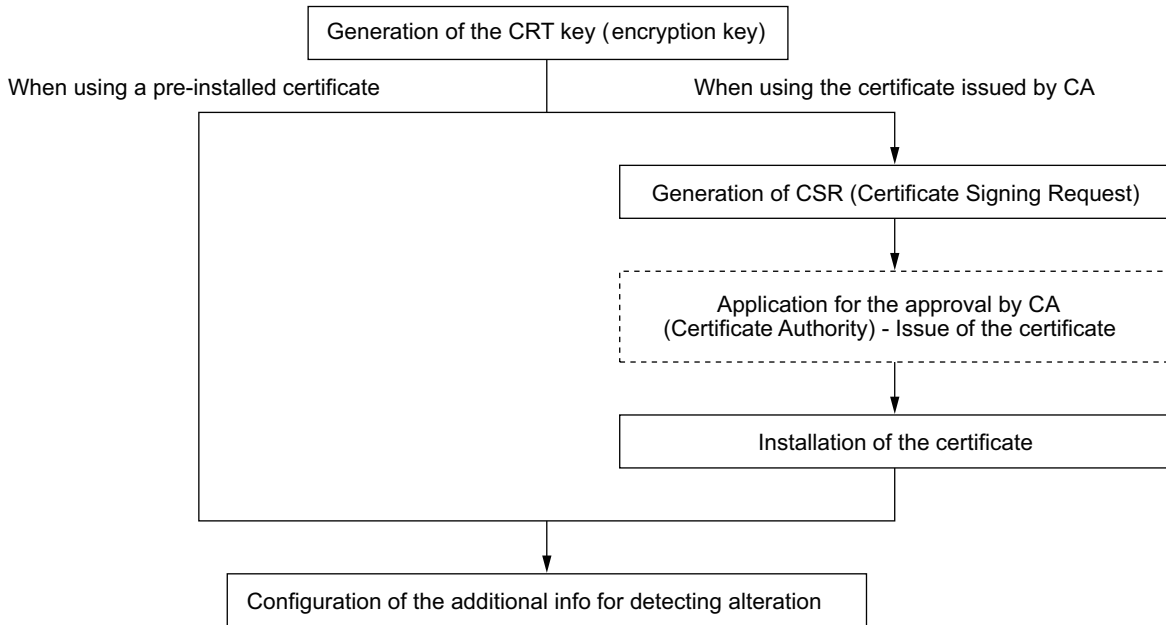 Generation of the CRT key (encryption key)
When using a pre-installed certificate
When using the certificate issued by CA
Generation of CSR (Certificate Signing Request)
Application for the approval by CA
(Certificate Authority) - Issue of the certificate
Installation of the certificate
Configuration of the additional info for detecting alteration